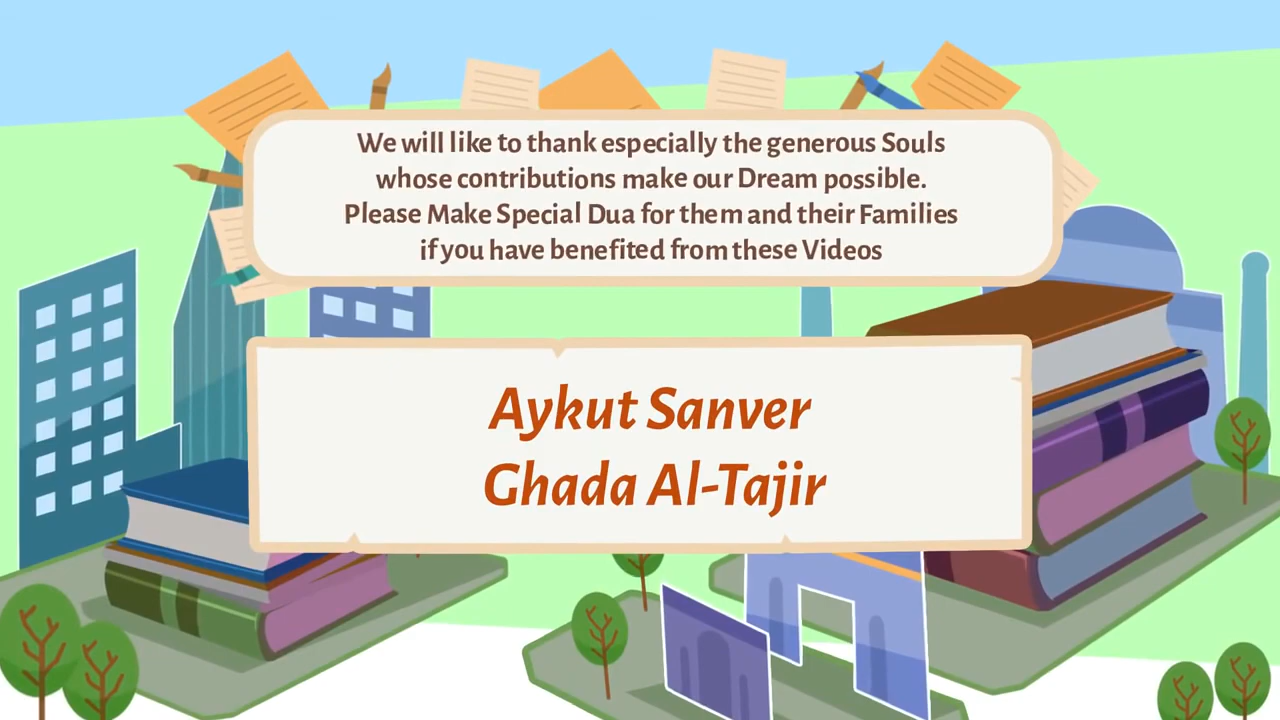 We will like to thank especially the generous Souls
whose contributions make our Dream possible.
Please Make Special Dua for them and their Families
if you have benefited from these Videos
Aykut Sanver
Ghada Al-Tajir